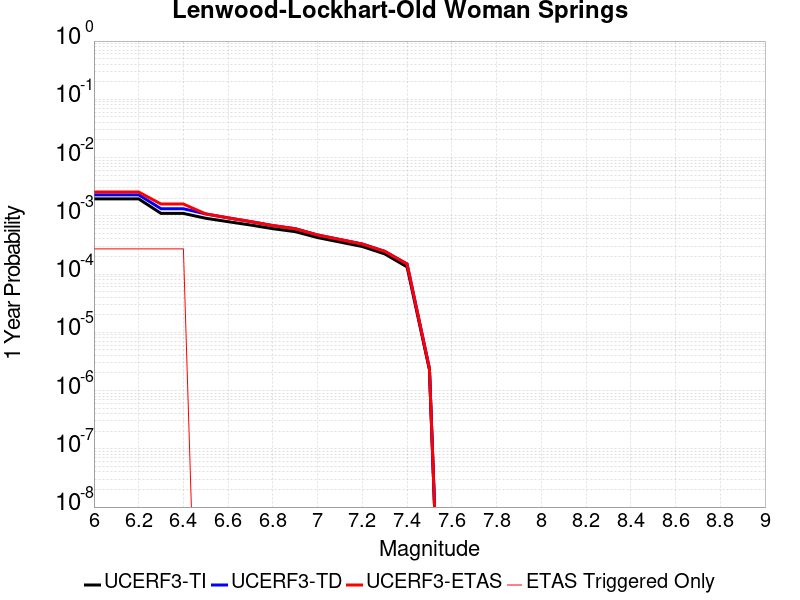 Lenwood-Lockhart-Old Woman Springs
10^0
10^-1
10^-2
10^-3
10^-4
10^-5
10^-6
10^-7
10^-8
1 Year Probability
6 6.2 6.4 6.6 6.8 7 7.2 7.4 7.6 7.8 8 8.2 8.4 8.6 8.8 9
Magnitude
UCERF3-TI UCERF3-TD UCERF3-ETAS ETAS Triggered Only